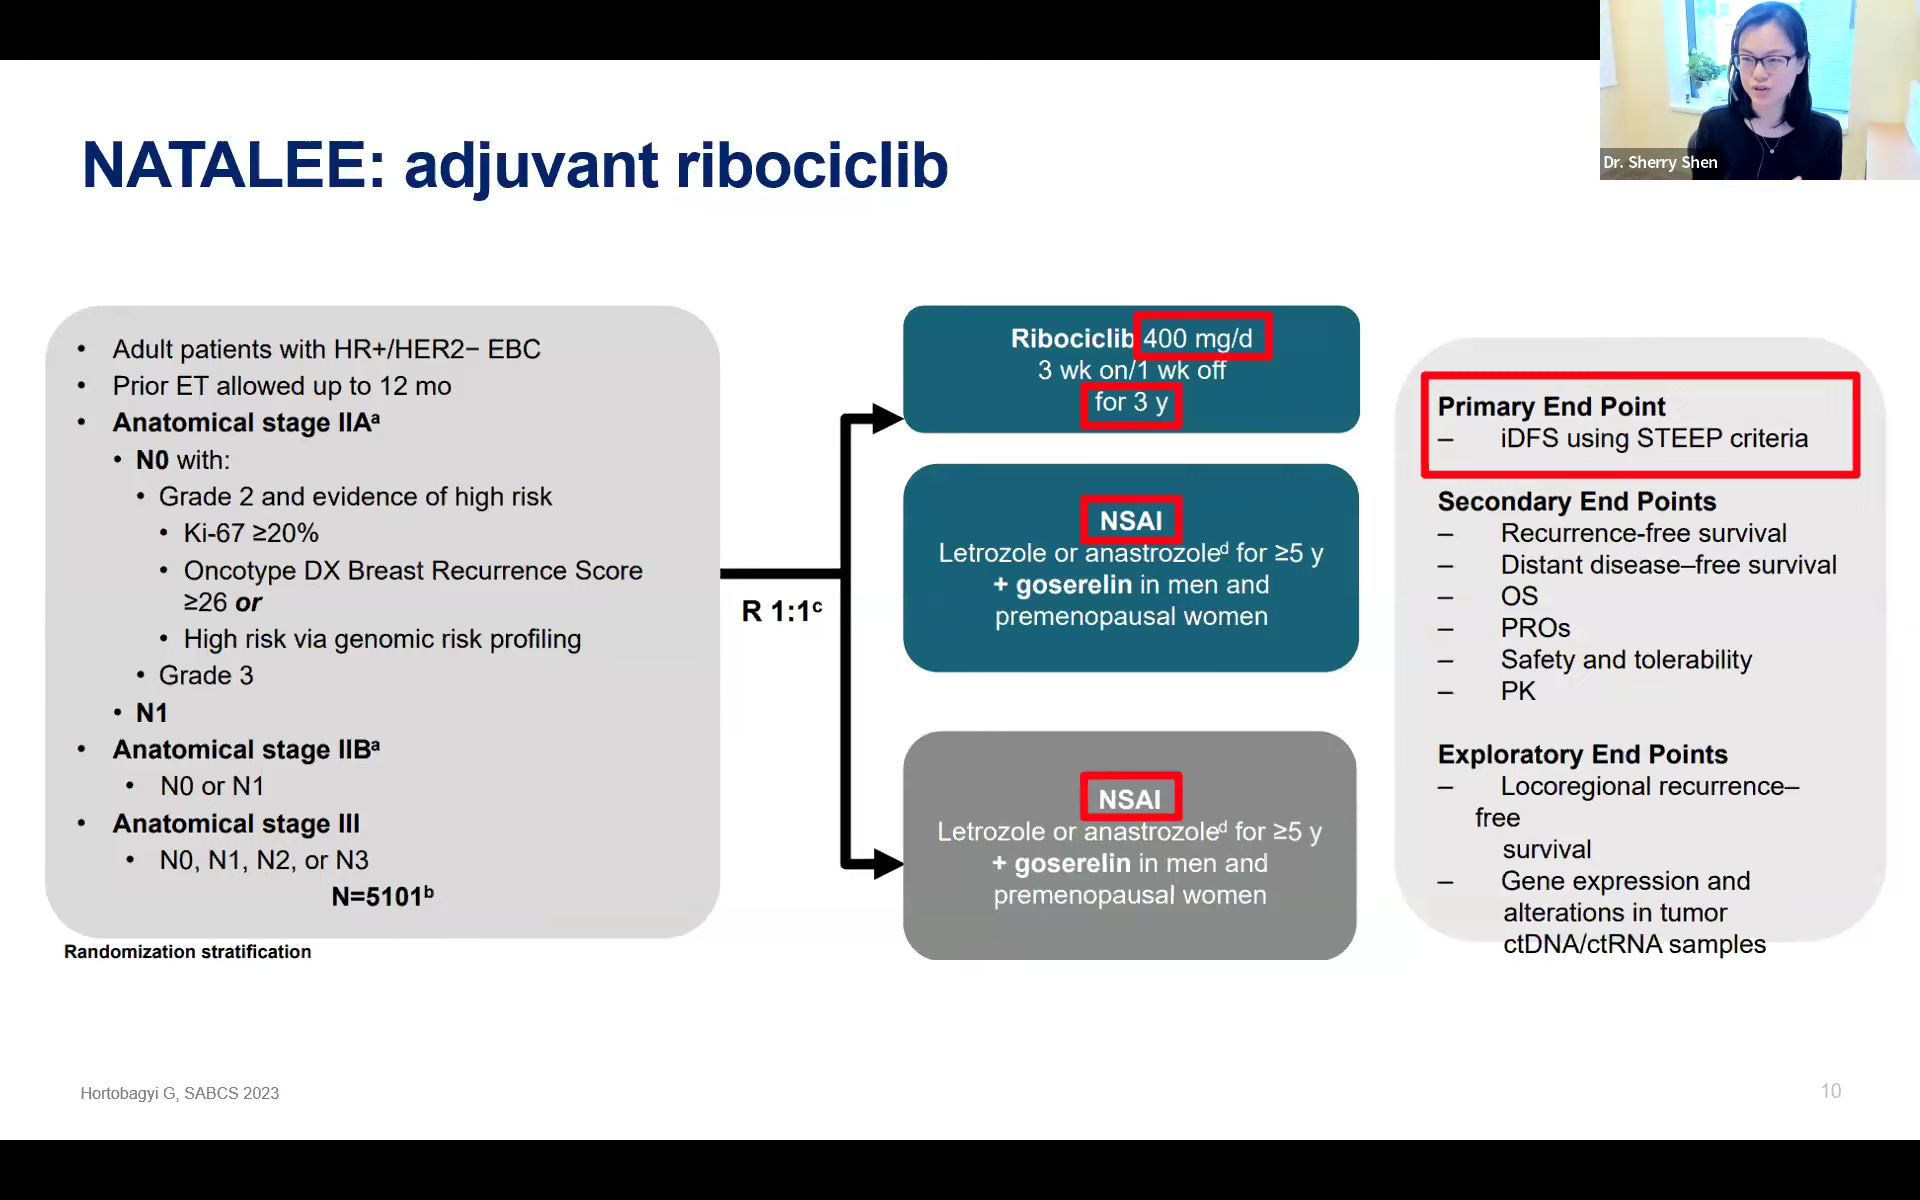 Dr. Sherry Shen
NATALEE: adjuvant ribociclib
• Adult patients with HR+/HER2− EBC
• Prior ET allowed up to 12 mo
• Anatomical stage IIAᵃ
• N0 with:
• Grade 2 and evidence of high risk
• Ki-67 ≥20%
• Oncotype DX Breast Recurrence Score
≥26 or
• High risk via genomic risk profiling
• Grade 3
• N1
• Anatomical stage IIBᵃ
• N0 or N1
• Anatomical stage III
• N0, N1, N2, or N3
N=5101ᵇ
Randomization stratification
R 1:1ᶜ
Ribociclib 400 mg/d
3 wk on/1 wk off
for 3 y
NSAI
Letrozole or anastrozoleᵈ for ≥5 y
+ goserelin in men and
premenopausal women
NSAI
Letrozole or anastrozoleᵈ for ≥5 y
+ goserelin in men and
premenopausal women
Primary End Point
– iDFS using STEEP criteria
Secondary End Points
– Recurrence-free survival
– Distant disease–free survival
– OS
– PROs
– Safety and tolerability
– PK
Exploratory End Points
– Locoregional recurrence–
free
survival
– Gene expression and
alterations in tumor
ctDNA/ctRNA samples
Hortobagyi G, SABCS 2023
10